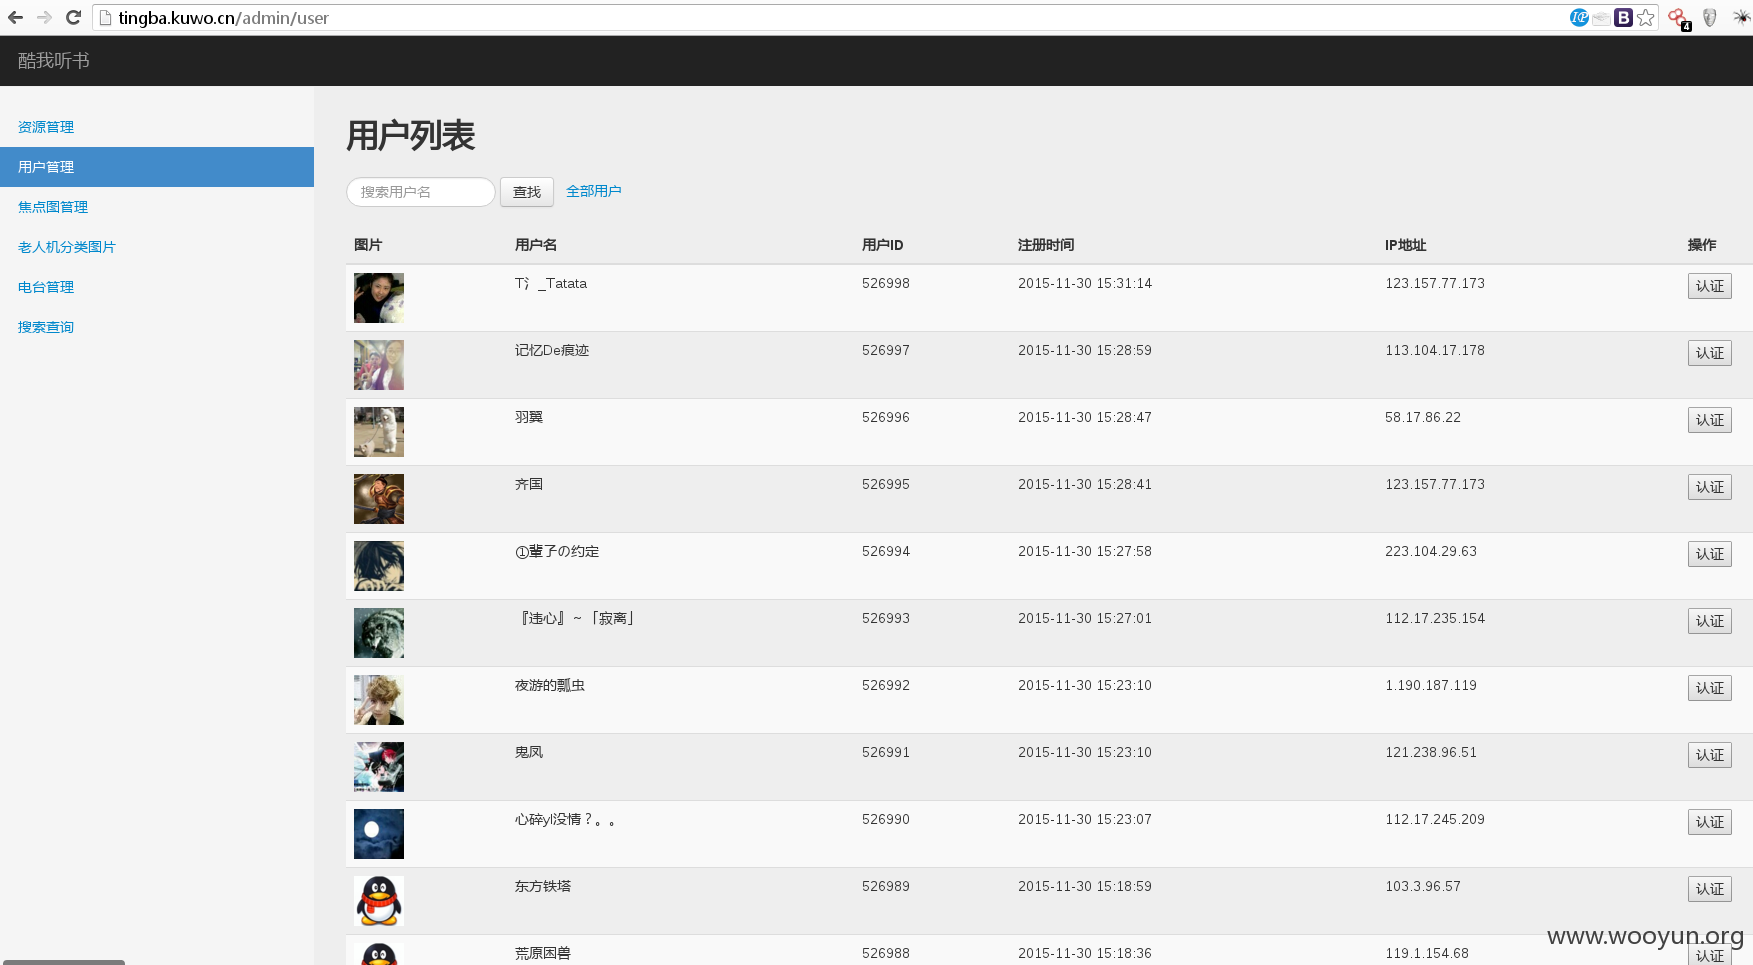 tingba.kuwo.cn/admin/user
酷我听书
资源管理
用户管理
焦点图管理
老人机分类图片
电台管理
搜索查询
用户列表
搜索用户名 查找 全部用户
图片 用户名 用户ID 注册时间 IP地址 操作
T氵_Tatata 526998 2015-11-30 15:31:14 123.157.77.173 认证
记忆De痕迹 526997 2015-11-30 15:28:59 113.104.17.178 认证
羽翼 526996 2015-11-30 15:28:47 58.17.86.22 认证
齐国 526995 2015-11-30 15:28:41 123.157.77.173 认证
①輩子の约定 526994 2015-11-30 15:27:58 223.104.29.63 认证
『违心』~「寂离」 526993 2015-11-30 15:27:01 112.17.235.154 认证
夜游的瓢虫 526992 2015-11-30 15:23:10 1.190.187.119 认证
鬼凤 526991 2015-11-30 15:23:10 121.238.96.51 认证
心碎yl没情？。。 526990 2015-11-30 15:23:07 112.17.245.209 认证
东方铁塔 526989 2015-11-30 15:18:59 103.3.96.57 认证
荒原困兽 526988 2015-11-30 15:18:36 119.1.154.68 认证
www.wooyun.org